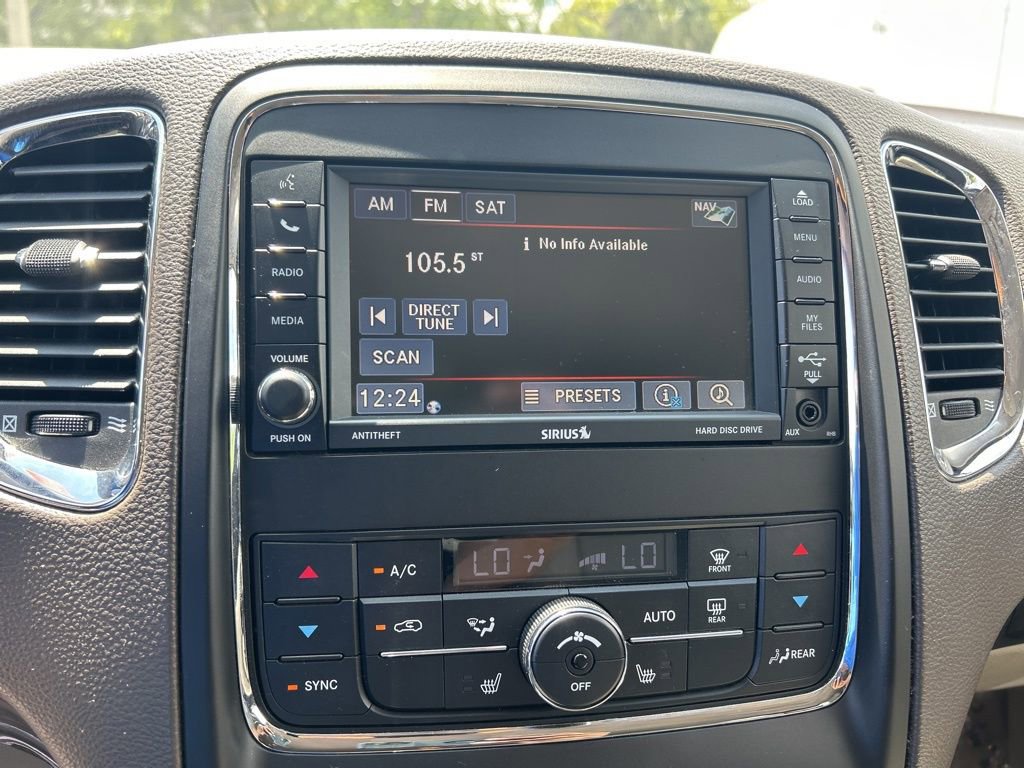 AM FM SAT NAV
105.5 ST
i No Info Available
DIRECT
TUNE
SCAN
12:24 PRESETS i
RADIO
MEDIA
VOLUME
PUSH ON
ANTITHEFT SIRIUS HARD DISC DRIVE
LOAD
MENU
AUDIO
MY
FILES
PULL
AUX RHB
A/C LO LO FRONT
AUTO REAR
SYNC OFF REAR